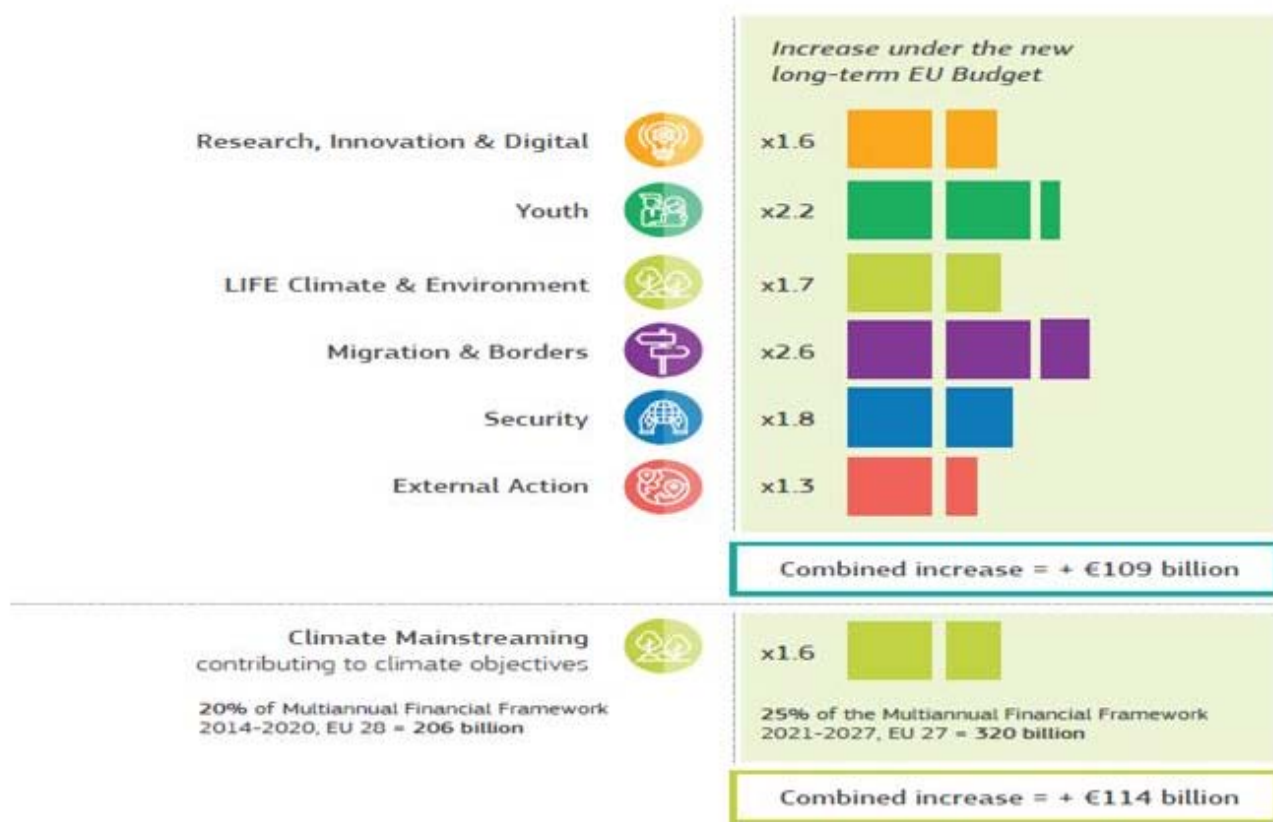 Increase under the new
long-term EU Budget
Research, Innovation & Digital
x1.6
Youth
x2.2
LIFE Climate & Environment
x1.7
Migration & Borders
x2.6
Security
x1.8
External Action
x1.3
Combined increase = + €109 billion
Climate Mainstreaming
contributing to climate objectives
x1.6
20% of Multiannual Financial Framework
2014-2020, EU 28 = 206 billion
25% of the Multiannual Financial Framework
2021-2027, EU 27 = 320 billion
Combined increase = + €114 billion